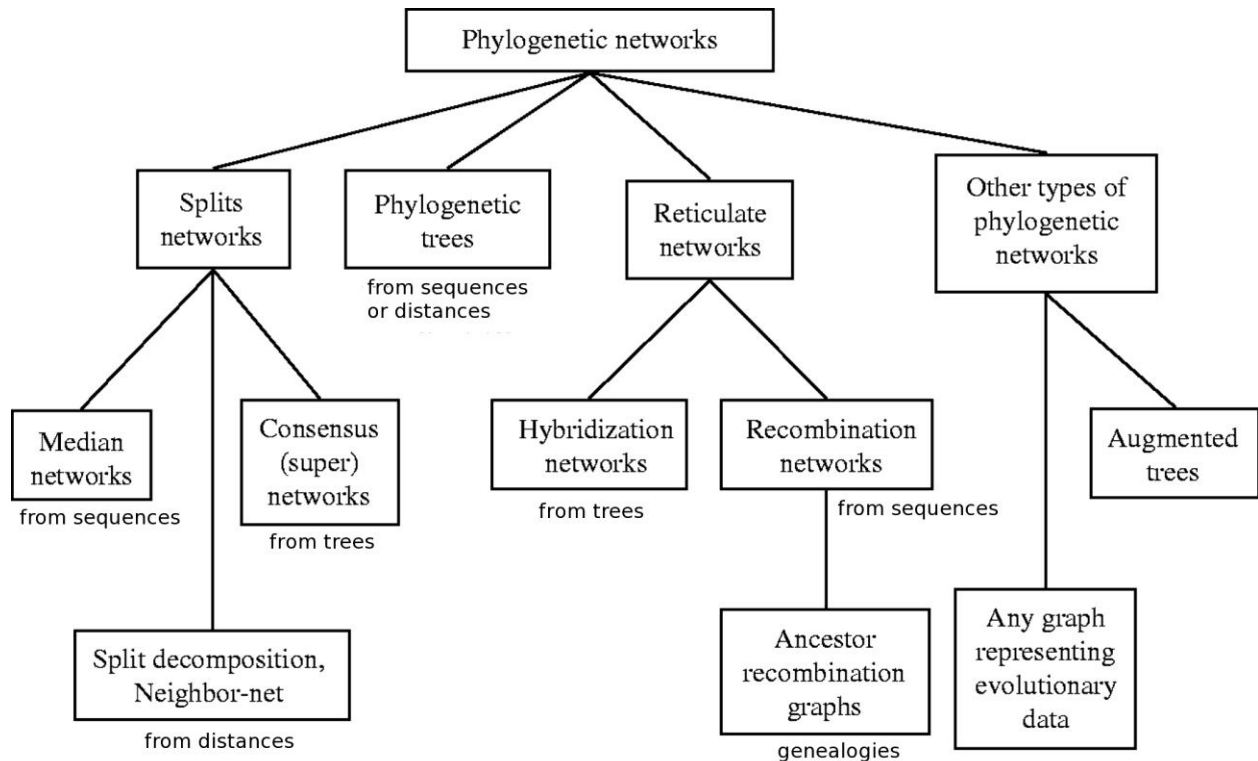 Phylogenetic networks
Splits
networks
Phylogenetic
trees
from sequences
or distances
Reticulate
networks
Other types of
phylogenetic
networks
Median
networks
from sequences
Consensus
(super)
networks
from trees
Hybridization
networks
from trees
Recombination
networks
from sequences
Augmented
trees
Split decomposition,
Neighbor-net
from distances
Ancestor
recombination
graphs
genealogies
Any graph
representing
evolutionary
data